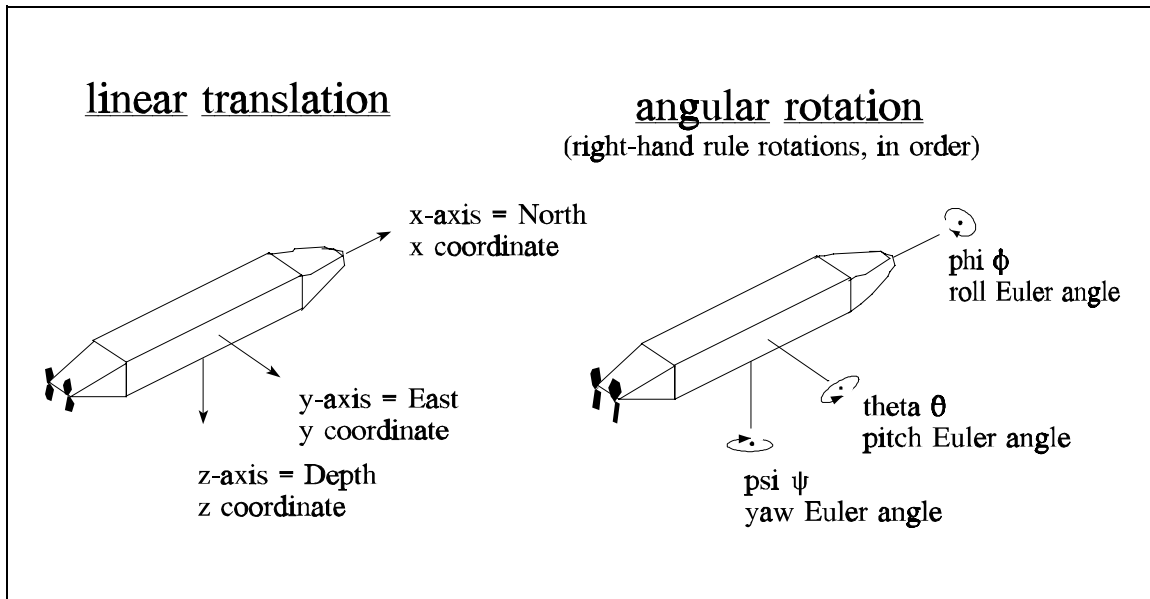 linear translation
angular rotation
(right-hand rule rotations, in order)
x-axis = North
x coordinate
y-axis = East
y coordinate
z-axis = Depth
z coordinate
phi ϕ
roll Euler angle
theta θ
pitch Euler angle
psi ψ
yaw Euler angle